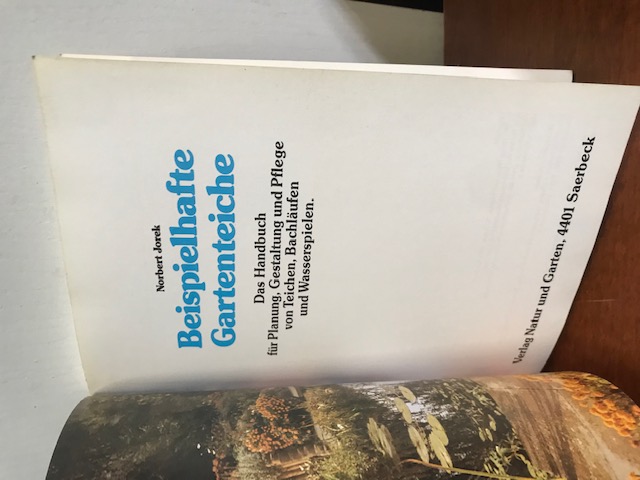 Norbert Jorek
Beispielhafte
Gartenteiche
Das Handbuch
für Planung, Gestaltung und Pflege
von Teichen, Bachläufen
und Wasserspielen.
Verlag Natur und Garten, 4401 Saerbeck